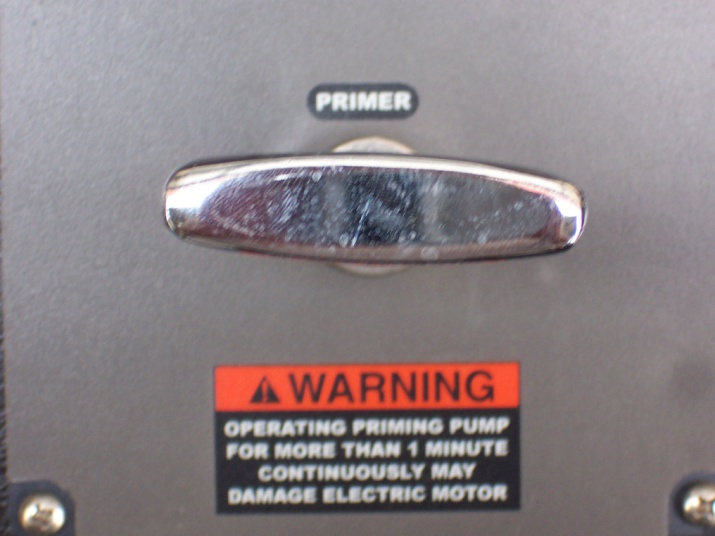 PRIMER
WARNING
OPERATING PRIMING PUMP
FOR MORE THAN 1 MINUTE
CONTINUOUSLY MAY
DAMAGE ELECTRIC MOTOR